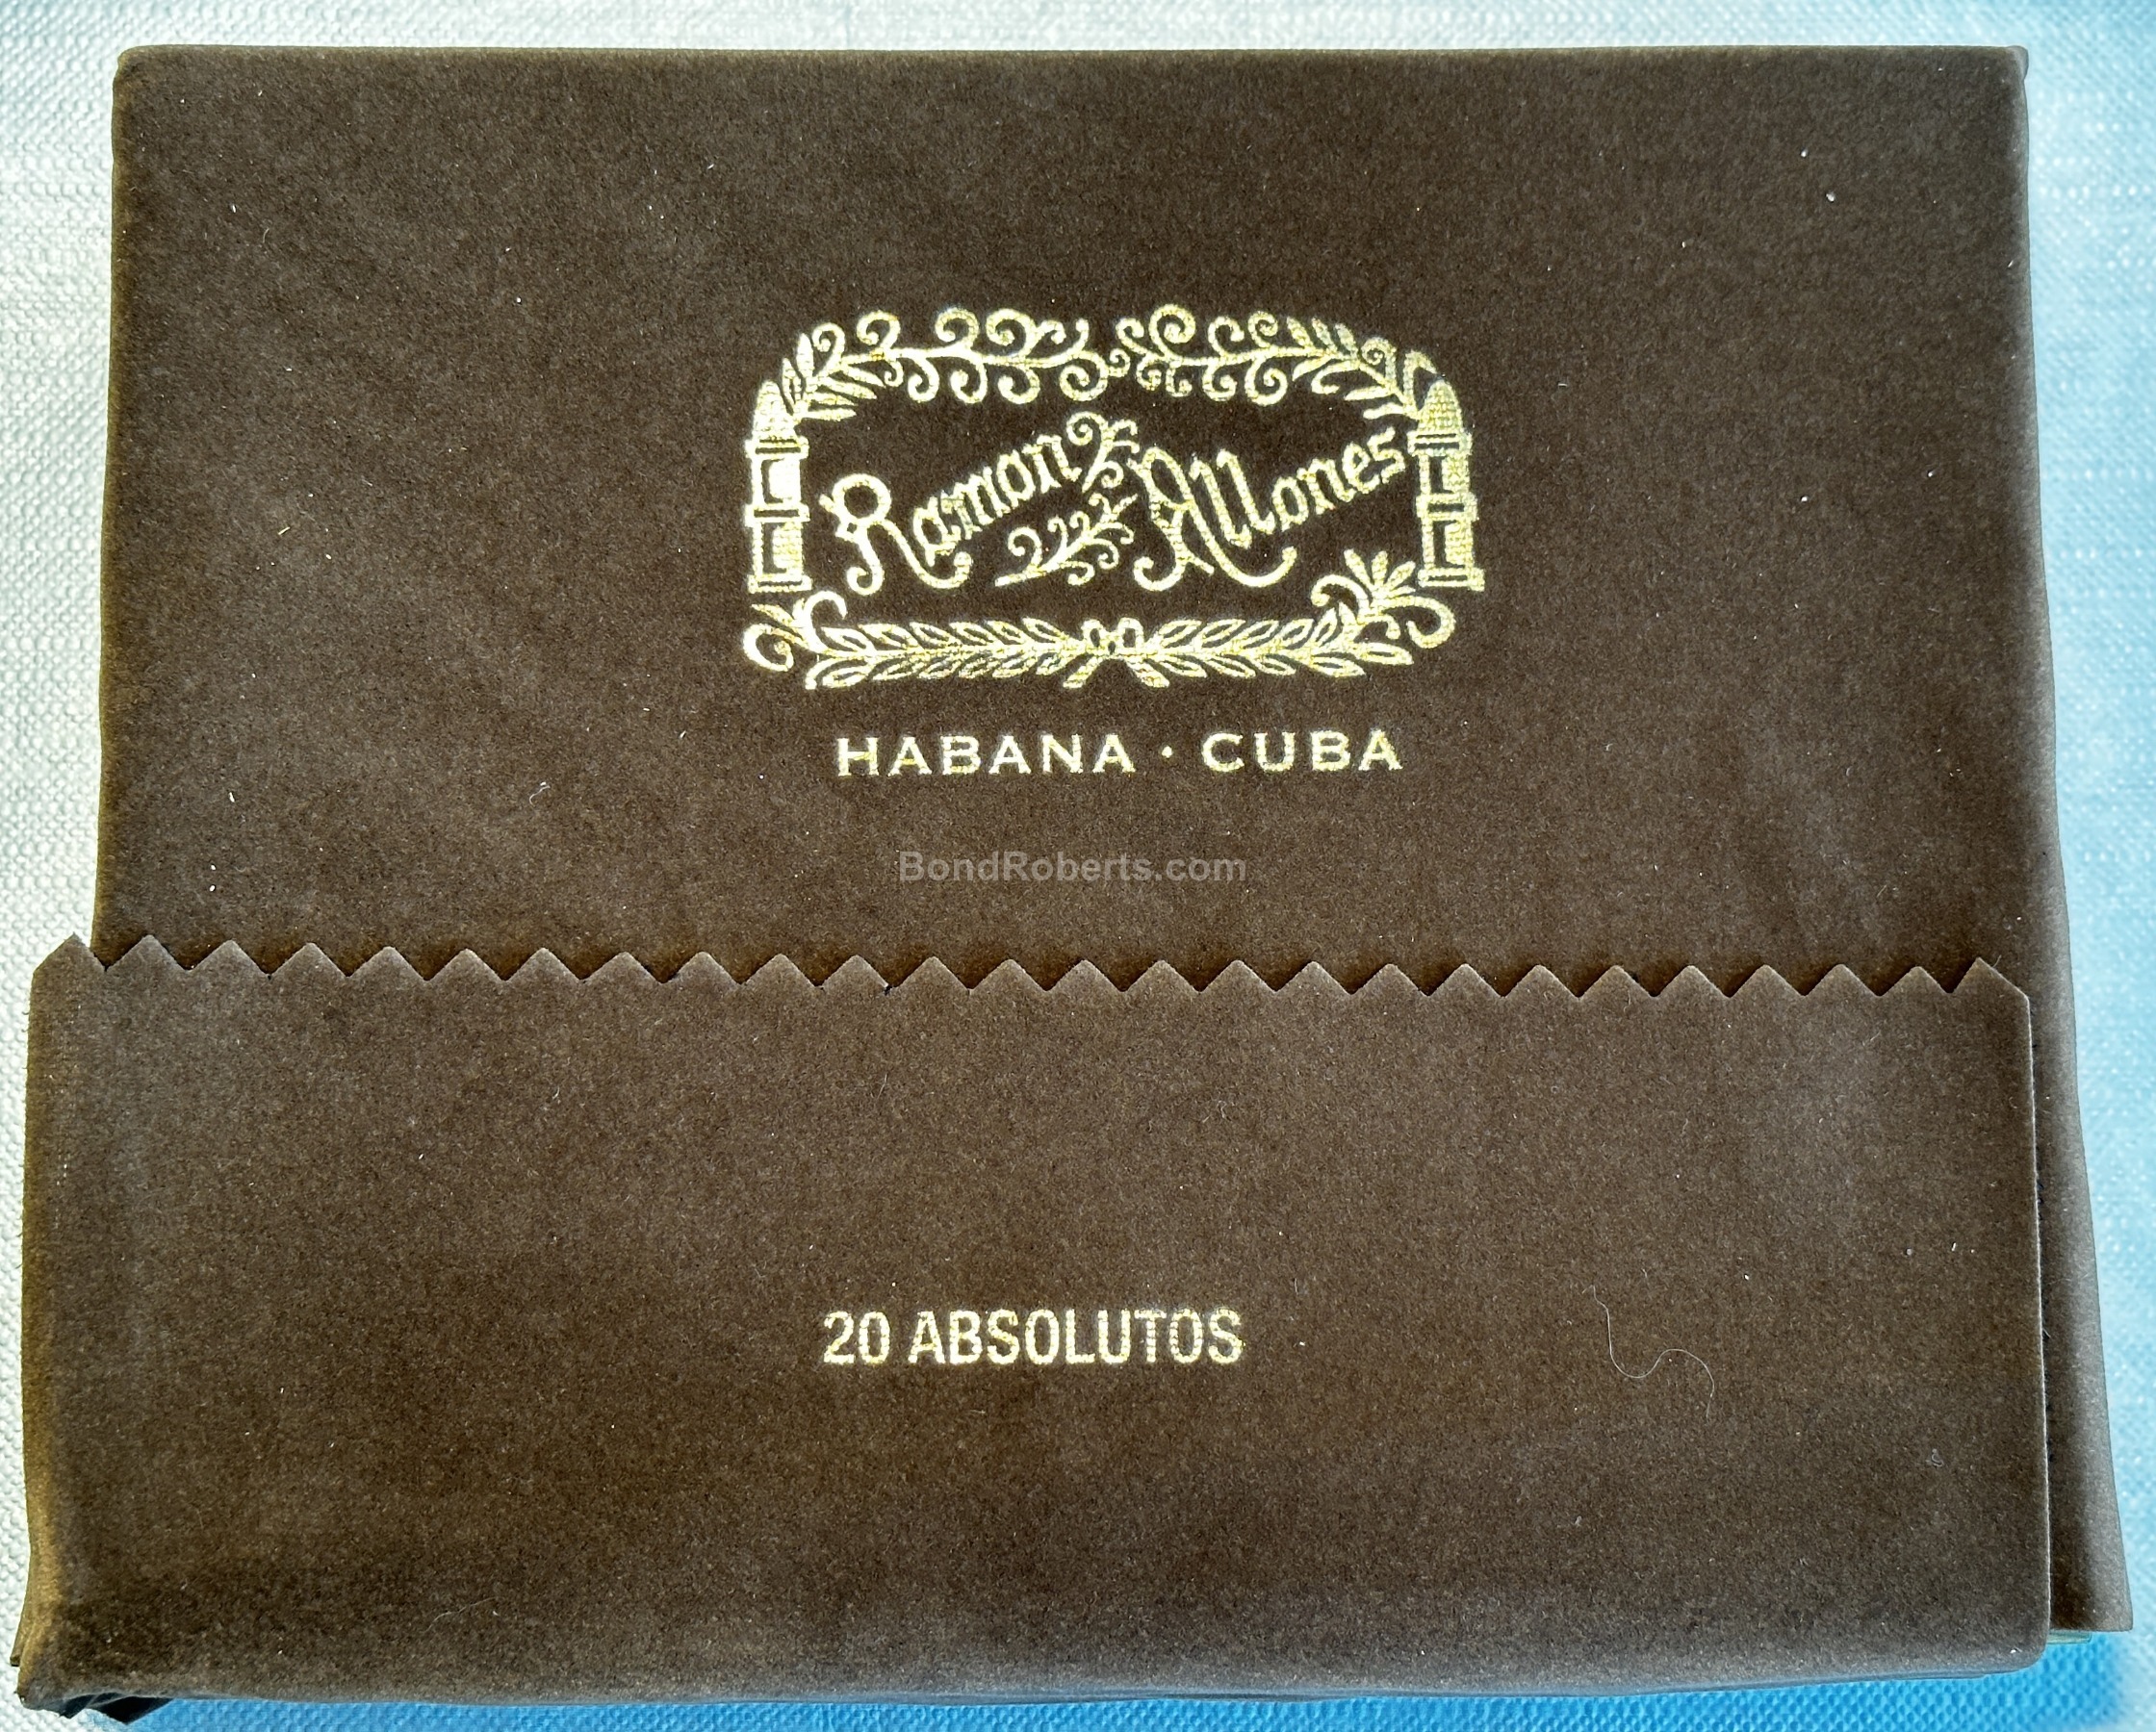 Ramon Allones
HABANA · CUBA
BondRoberts.com
20 ABSOLUTOS